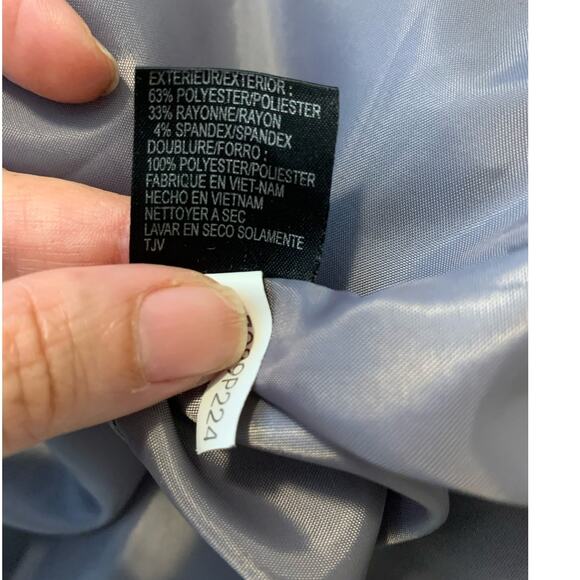 EXTERIEUR/EXTERIOR :
63% POLYESTER/POLIESTER
33% RAYONNE/RAYON
4% SPANDEX/SPANDEX
DOUBLURE/FORRO :
100% POLYESTER/POLIESTER
FABRIQUE EN VIET-NAM
HECHO EN VIETNAM
NETTOYER A SEC
LAVAR EN SECO SOLAMENTE
TJV